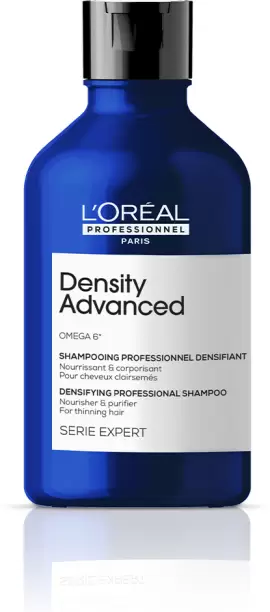 L'ORÉAL
PROFESSIONNEL
PARIS
Density
Advanced
OMEGA 6*
SHAMPOOING PROFESSIONNEL DENSIFIANT
Nourrissant & corporisant
Pour cheveux clairsemés
DENSIFYING PROFESSIONAL SHAMPOO
Nourisher & purifier
For thinning hair
SERIE EXPERT